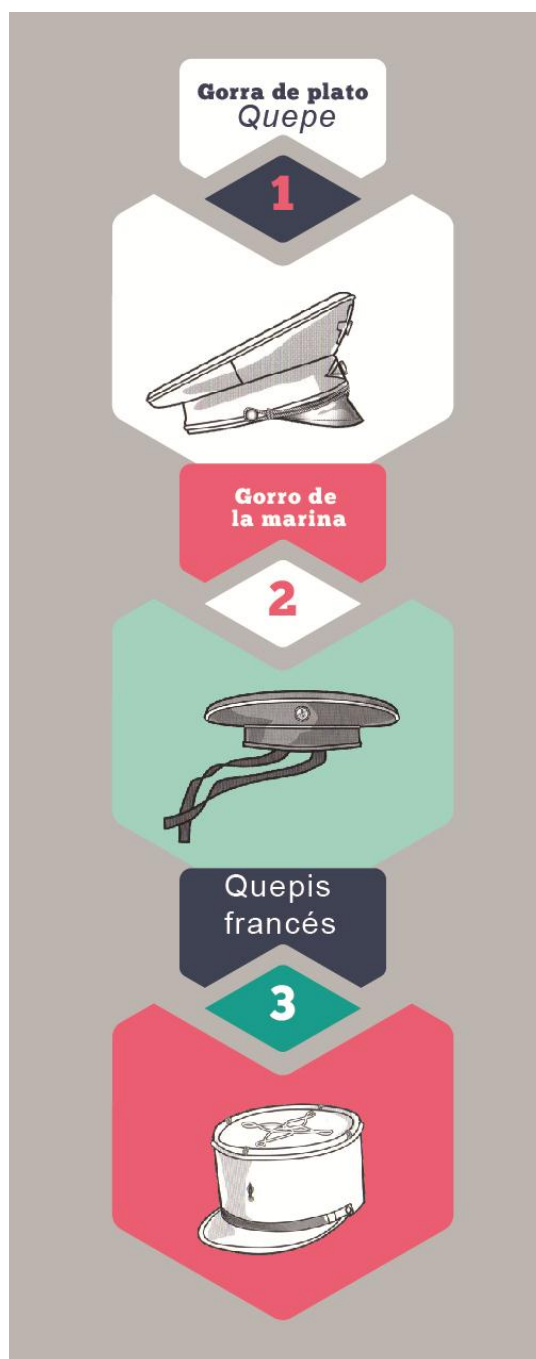 Gorra de plato
Quepe
1
Gorro de
la marina
2
Quepis
francés
3